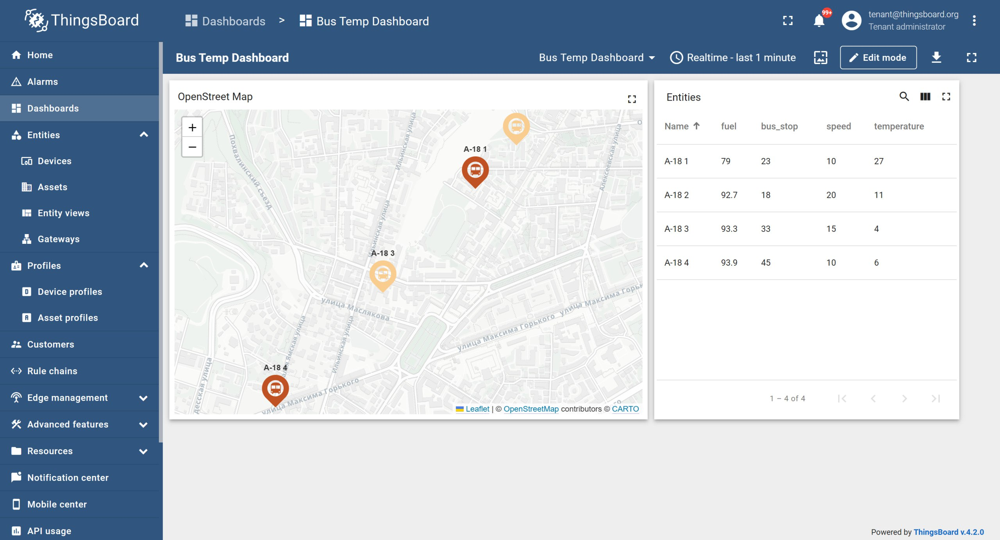 ThingsBoard
Dashboards > Bus Temp Dashboard
99+
tenant@thingsboard.org
Tenant administrator
Home
Alarms
Dashboards
Entities
Devices
Assets
Entity views
Gateways
Profiles
Device profiles
Asset profiles
Customers
Rule chains
Edge management
Advanced features
Resources
Notification center
Mobile center
API usage
Bus Temp Dashboard
Bus Temp Dashboard
Realtime - last 1 minute
Edit mode
OpenStreet Map
+
−
Похвалинский съезд
Ильинская улица
Алексеевская улица
A-18 1
Ильинская улица
A-18 3
улица Маслякова
улица Максима Горького
улица Максима Горького
Ильинская улица
A-18 4
улица Максима Горького
Leaflet | © OpenStreetMap contributors © CARTO
Entities
Name fuel bus_stop speed temperature
A-18 1 79 23 10 27
A-18 2 92.7 18 20 11
A-18 3 93.3 33 15 4
A-18 4 93.9 45 10 6
1 – 4 of 4
Powered by ThingsBoard v.4.2.0